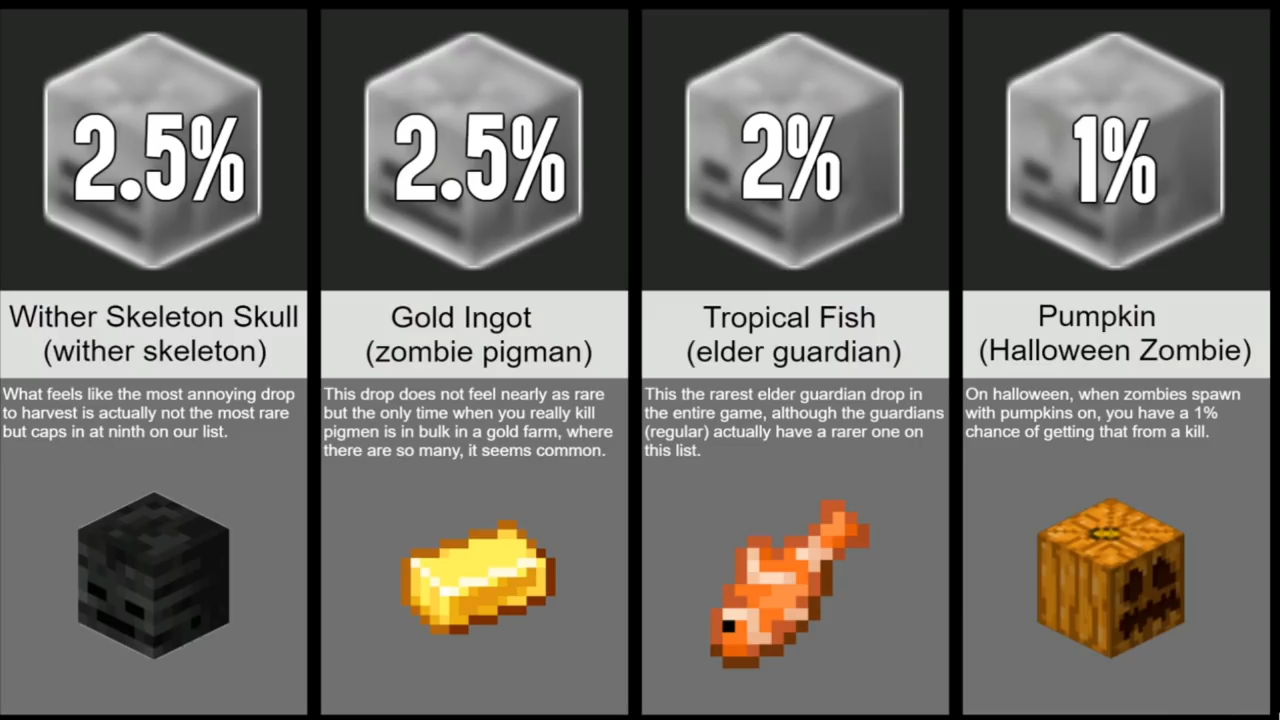 2.5%
Wither Skeleton Skull
(wither skeleton)
What feels like the most annoying drop
to harvest is actually not the most rare
but caps in at ninth on our list.
2.5%
Gold Ingot
(zombie pigman)
This drop does not feel nearly as rare
but the only time when you really kill
pigmen is in bulk in a gold farm, where
there are so many, it seems common.
2%
Tropical Fish
(elder guardian)
This the rarest elder guardian drop in
the entire game, although the guardians
(regular) actually have a rarer one on
this list.
1%
Pumpkin
(Halloween Zombie)
On halloween, when zombies spawn
with pumpkins on, you have a 1%
chance of getting that from a kill.